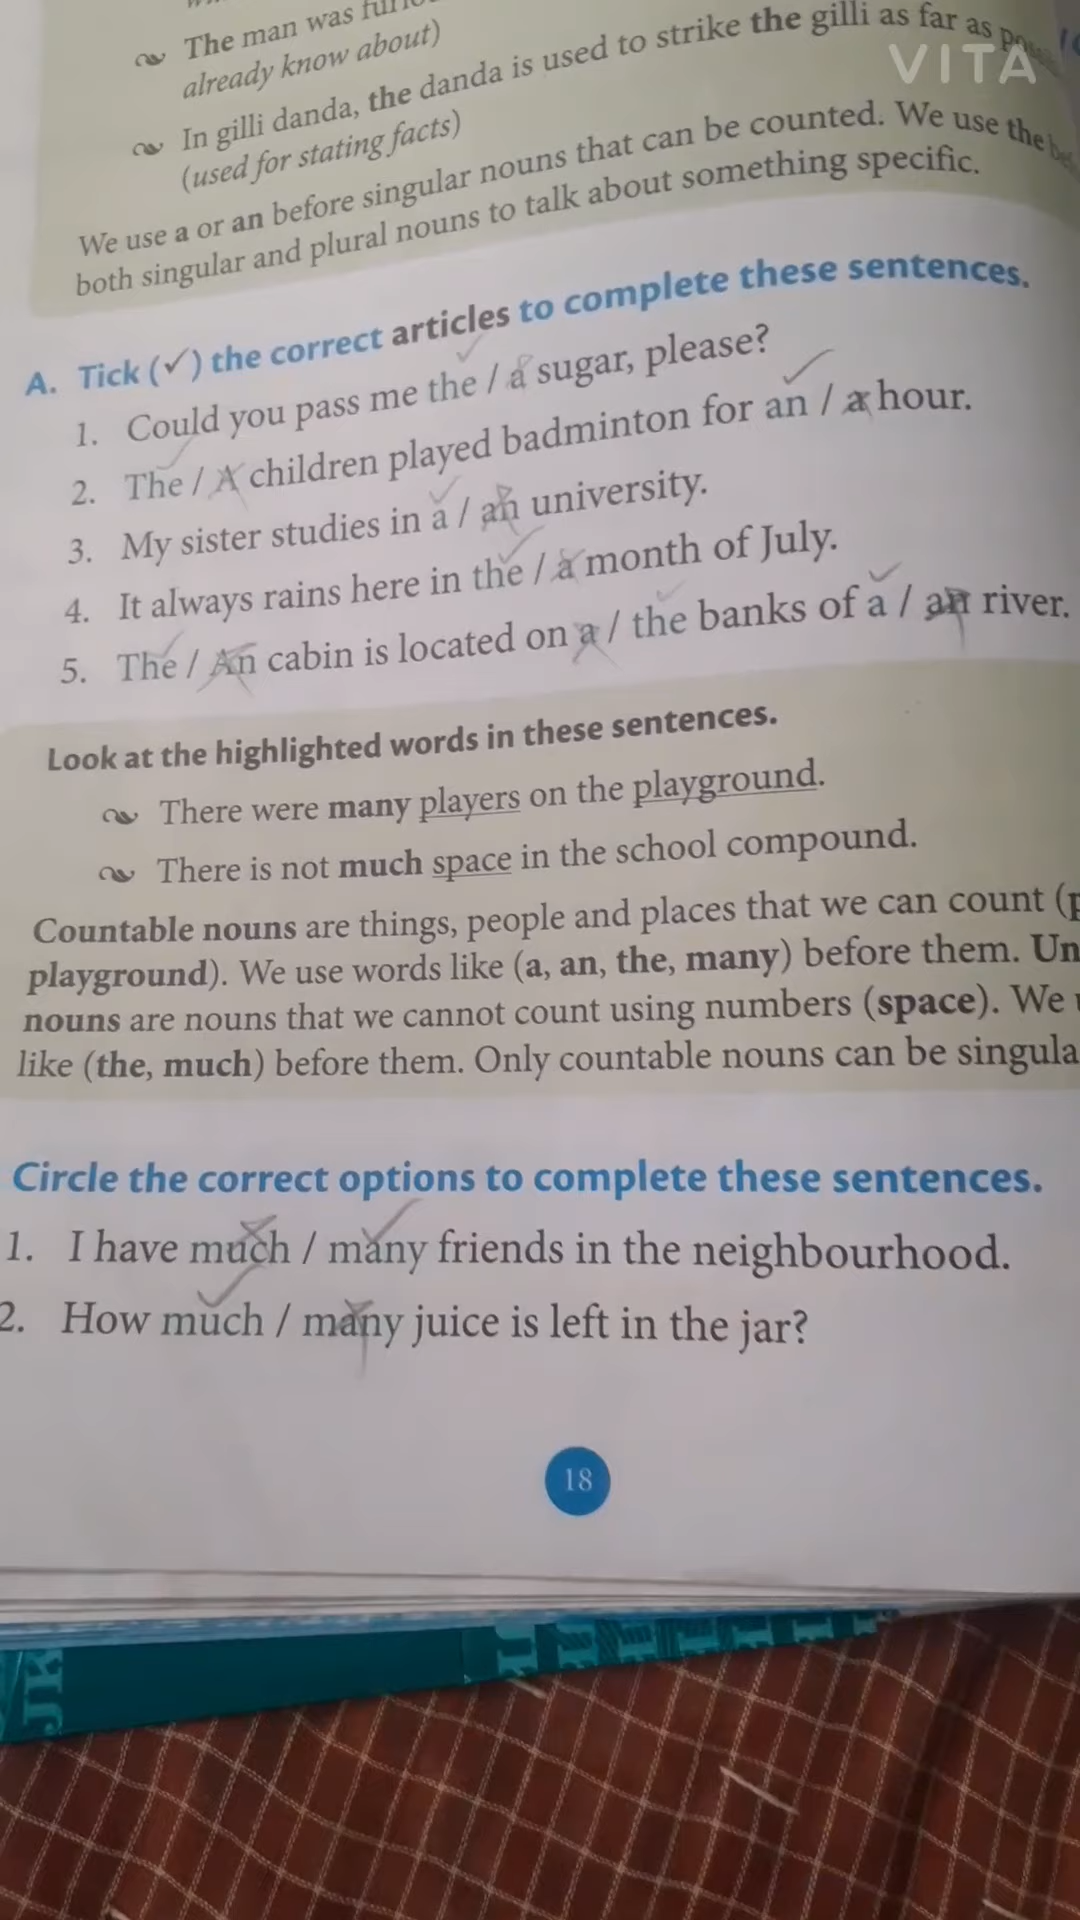 The man was
already know about)
In gilli danda, the danda is used to strike the gilli as far as
(used for stating facts)
We use a or an before singular nouns that can be counted. We use the
both singular and plural nouns to talk about something specific.
VITA
A. Tick (✓) the correct articles to complete these sentences.
1. Could you pass me the / a sugar, please?
2. The / A children played badminton for an / a hour.
3. My sister studies in a / an university.
4. It always rains here in the / a month of July.
5. The / An cabin is located on a / the banks of a / an river.
Look at the highlighted words in these sentences.
There were many players on the playground.
There is not much space in the school compound.
Countable nouns are things, people and places that we can count (
playground). We use words like (a, an, the, many) before them. Un
nouns are nouns that we cannot count using numbers (space). We
like (the, much) before them. Only countable nouns can be singula
Circle the correct options to complete these sentences.
1. I have much / many friends in the neighbourhood.
2. How much / many juice is left in the jar?
18
JK